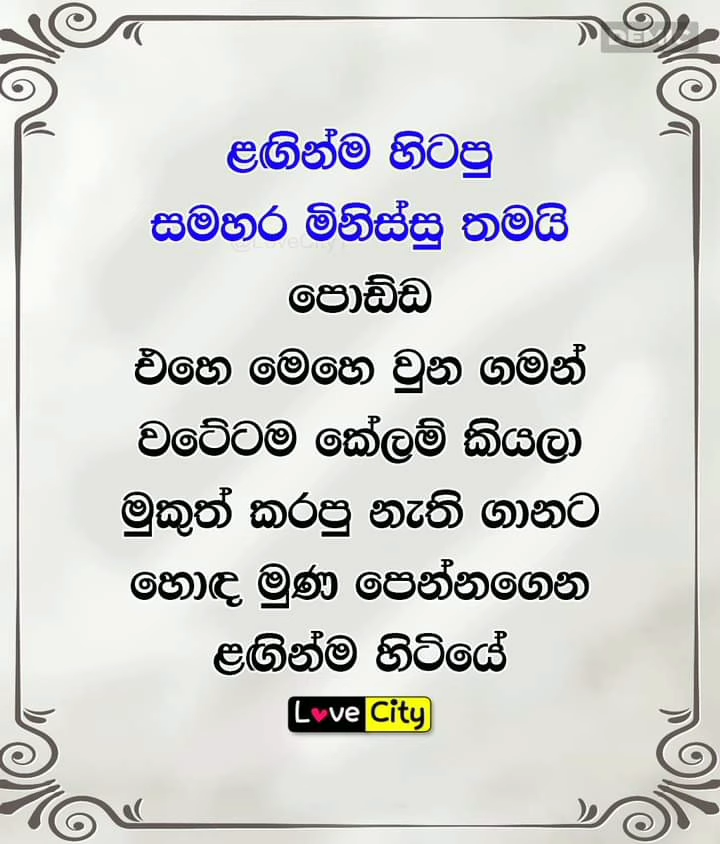 ළඟින්ම හිටපු
සමහර මිනිස්සු තමයි
පොඩ්ඩ
එහෙ මෙහෙ වුන ගමන්
වටේටම කේලම් කියලා
මුකුත් කරපු නැති ගානට
හොඳ මුණ පෙන්නගෙන
ළඟින්ම හිටියේ
Love City